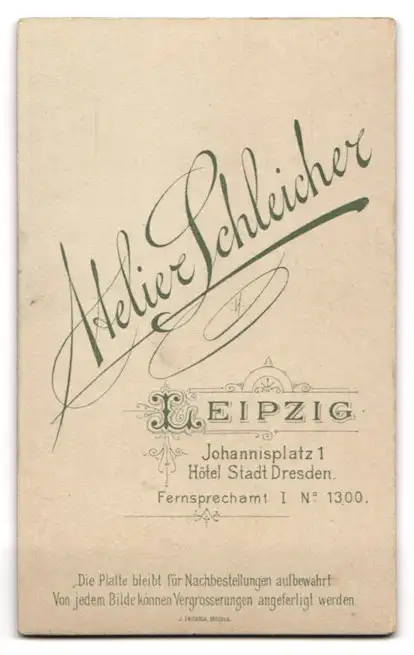 Atelier Schleicher
LEIPZIG
Johannisplatz 1
Hôtel Stadt Dresden.
Fernsprechamt I No 1300.
„Die Platte bleibt für Nachbestellungen aufbewahrt
Von jedem Bilde können Vergrosserungen angefertigt werden.